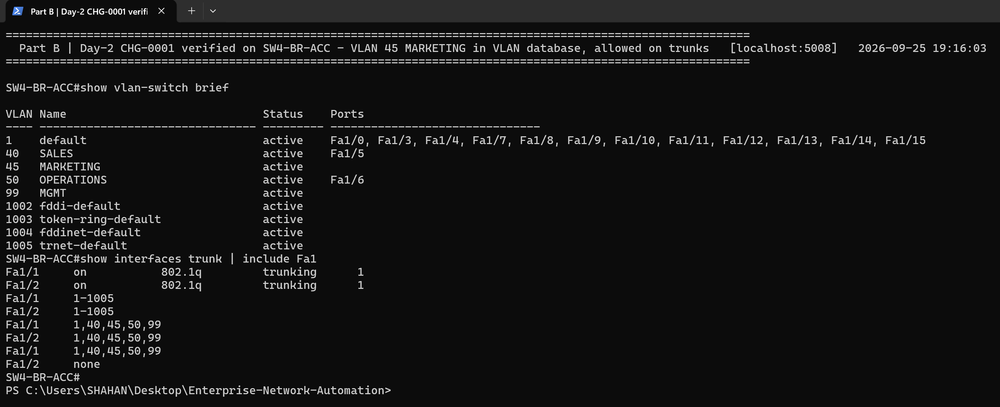 Part B | Day-2 CHG-0001 verifi
==============================================================================================================
  Part B | Day-2 CHG-0001 verified on SW4-BR-ACC - VLAN 45 MARKETING in VLAN database, allowed on trunks   [localhost:5008]   2026-09-25 19:16:03
==============================================================================================================
SW4-BR-ACC#show vlan-switch brief
VLAN Name                             Status    Ports
---- -------------------------------- --------- -------------------------------
1    default                          active    Fa1/0, Fa1/3, Fa1/4, Fa1/7, Fa1/8, Fa1/9, Fa1/10, Fa1/11, Fa1/12, Fa1/13, Fa1/14, Fa1/15
40   SALES                            active    Fa1/5
45   MARKETING                        active
50   OPERATIONS                       active    Fa1/6
99   MGMT                             active
1002 fddi-default                     active
1003 token-ring-default               active
1004 fddinet-default                  active
1005 trnet-default                    active
SW4-BR-ACC#show interfaces trunk | include Fa1
Fa1/1     on           802.1q         trunking      1
Fa1/2     on           802.1q         trunking      1
Fa1/1     1-1005
Fa1/2     1-1005
Fa1/1     1,40,45,50,99
Fa1/2     1,40,45,50,99
Fa1/1     1,40,45,50,99
Fa1/2     none
SW4-BR-ACC#
PS C:\Users\SHAHAN\Desktop\Enterprise-Network-Automation>